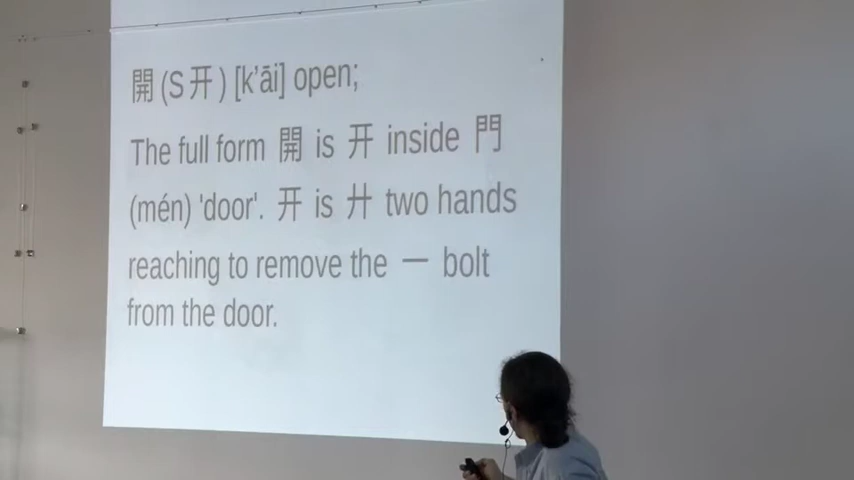 開 (S 开) [k’āi] open;
The full form 開 is 开 inside 門
(mén) 'door'. 开 is 廾 two hands
reaching to remove the 一 bolt
from the door.